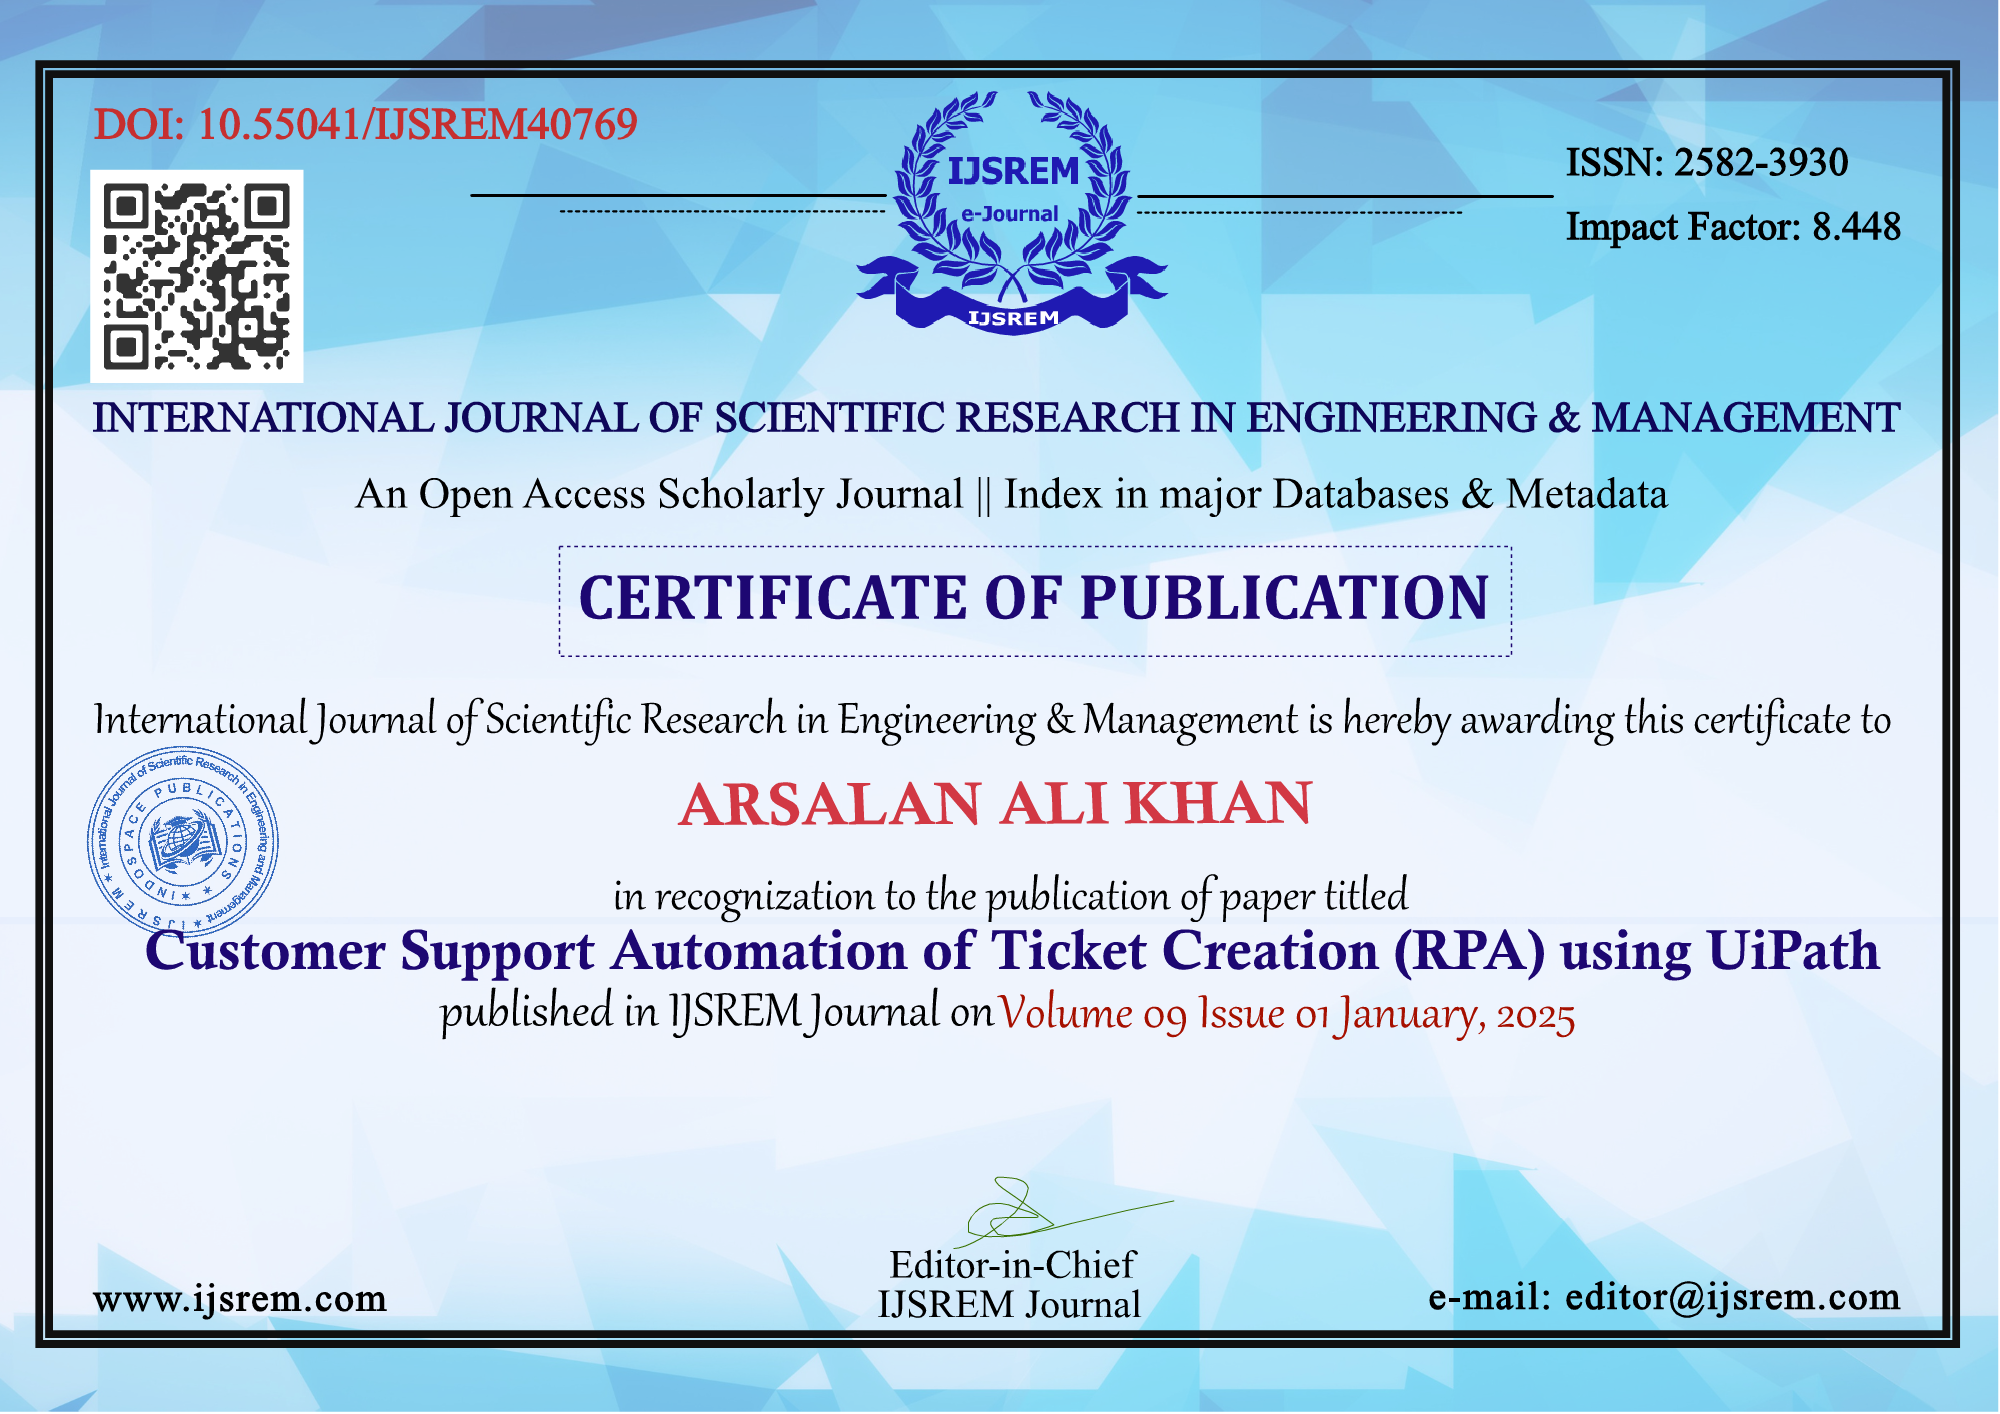 DOI: 10.55041/IJSREM40769
IJSREM
e-Journal
IJSREM
ISSN: 2582-3930
Impact Factor: 8.448
INTERNATIONAL JOURNAL OF SCIENTIFIC RESEARCH IN ENGINEERING & MANAGEMENT
An Open Access Scholarly Journal || Index in major Databases & Metadata
CERTIFICATE OF PUBLICATION
International Journal of Scientific Research in Engineering & Management is hereby awarding this certificate to
International Journal of Scientific Research in Engineering and Management ★ IJSREM ★
INDOSPACE PUBLICATIONS ★ ★ ★
ARSALAN ALI KHAN
in recognization to the publication of paper titled
Customer Support Automation of Ticket Creation (RPA) using UiPath
published in IJSREM Journal on Volume 09 Issue 01 January, 2025
Editor-in-Chief
IJSREM Journal
www.ijsrem.com
e-mail: editor@ijsrem.com